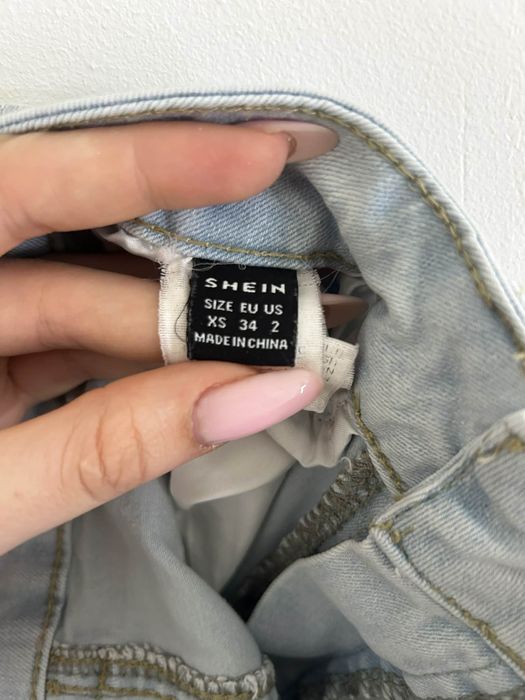 SHEIN
SIZE EU US
XS 34 2
MADE IN CHINA